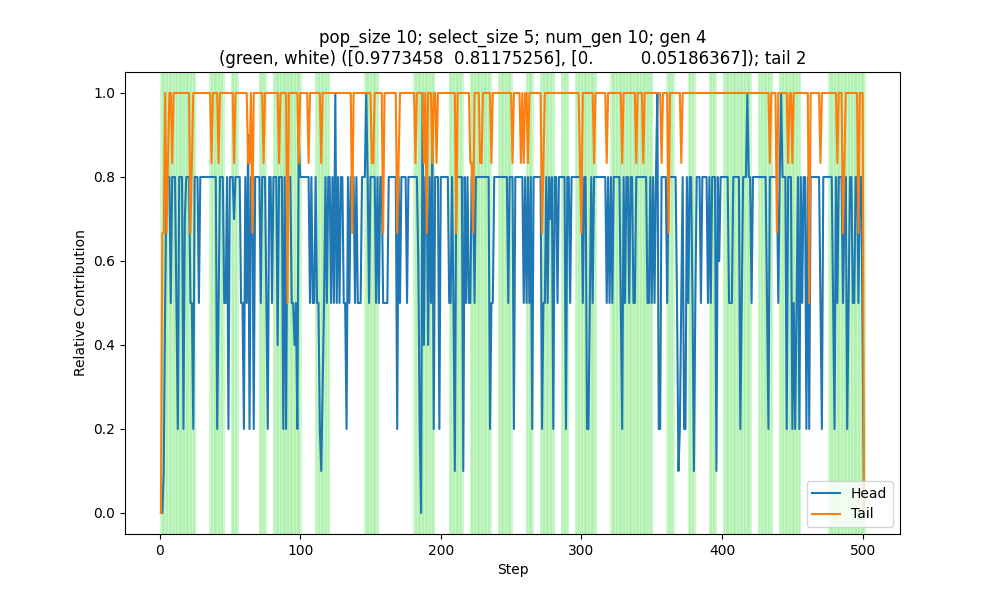 pop_size 10; select_size 5; num_gen 10; gen 4
(green, white) ([0.9773458 0.81175256], [0. 0.05186367]); tail 2
1.0
0.8
0.6
0.4
0.2
0.0
Relative Contribution
Head
Tail
0 100 200 300 400 500
Step